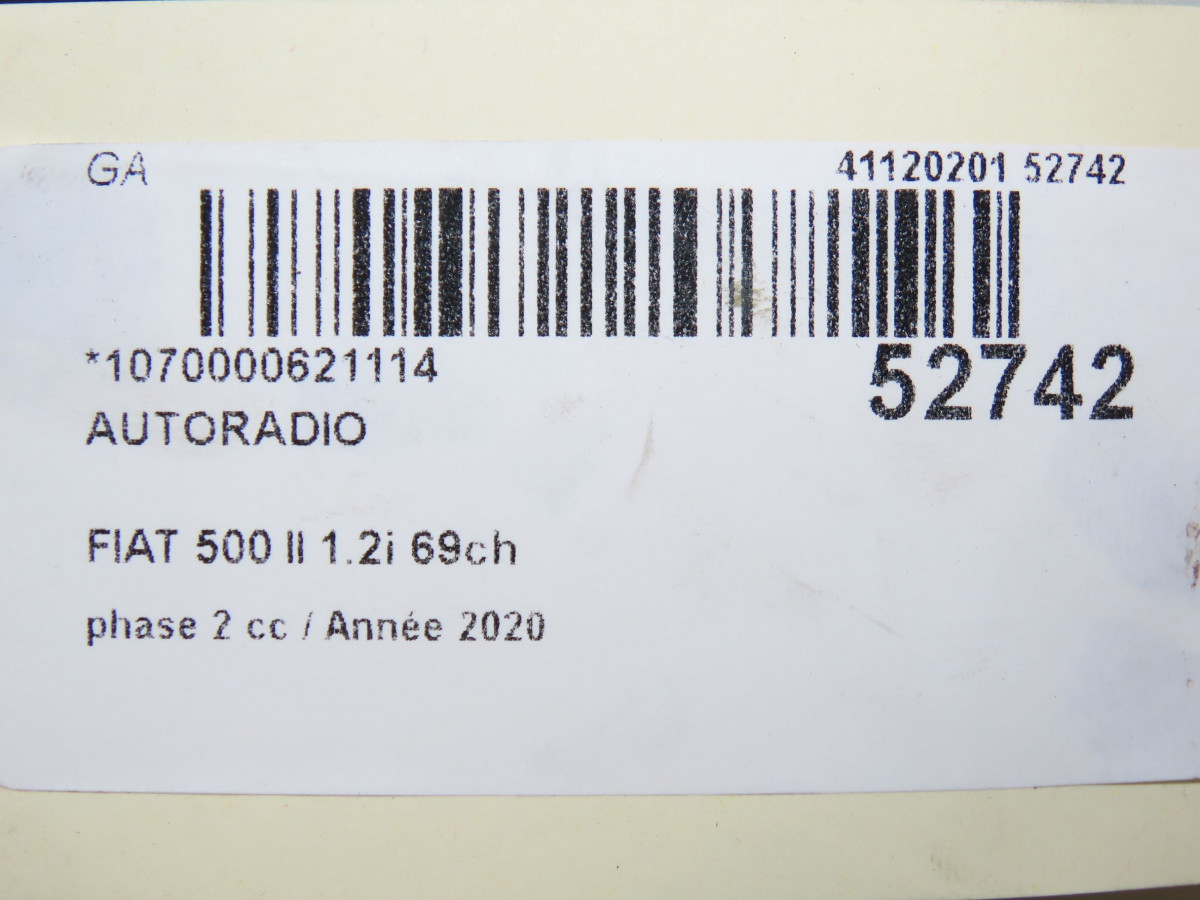 GA
41120201 52742
*1070000621114
52742
AUTORADIO
FIAT 500 II 1.2i 69ch
phase 2 cc / Année 2020